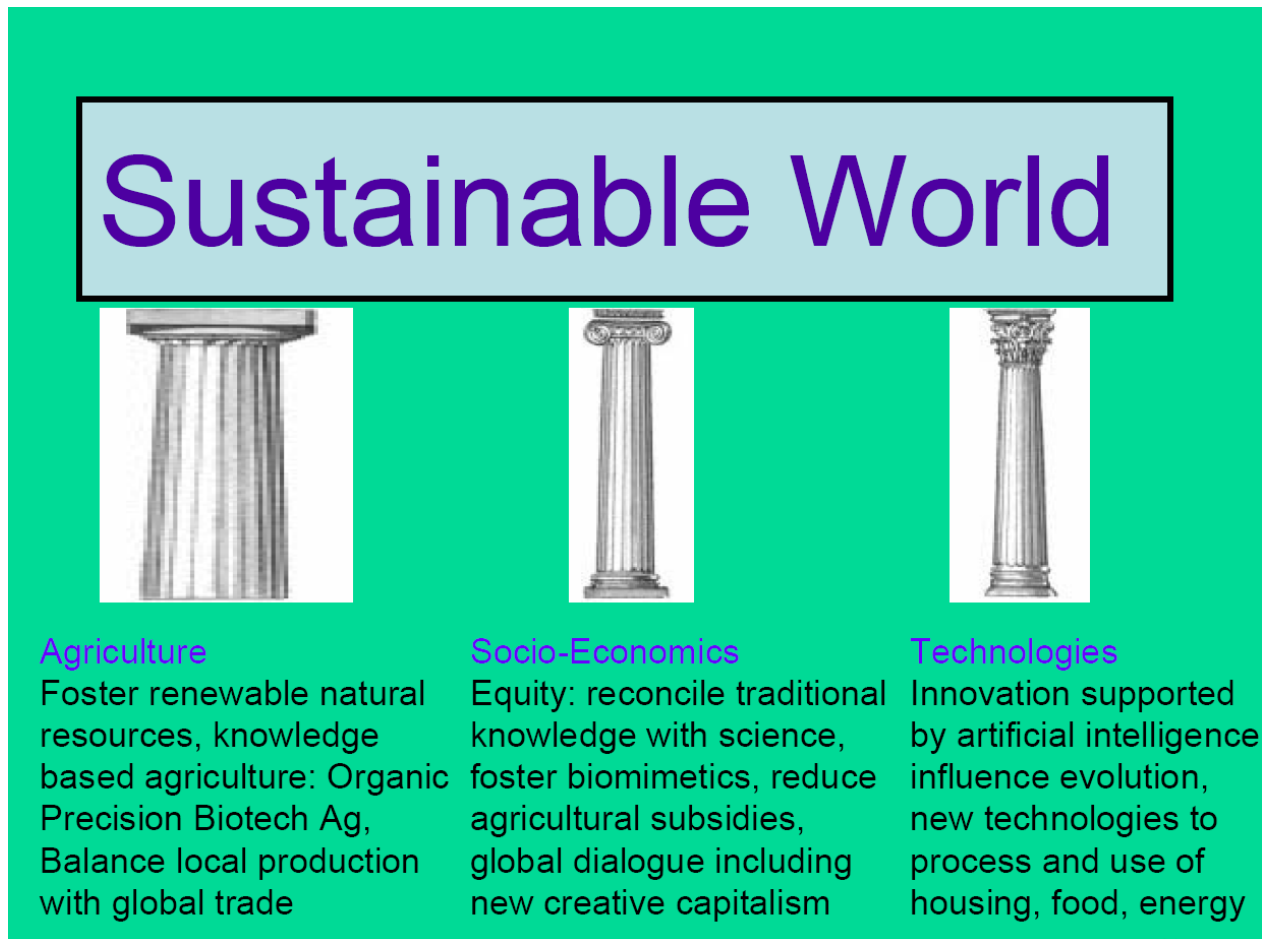 Sustainable World
Agriculture
Foster renewable natural
resources, knowledge
based agriculture: Organic
Precision Biotech Ag,
Balance local production
with global trade
Socio-Economics
Equity: reconcile traditional
knowledge with science,
foster biomimetics, reduce
agricultural subsidies,
global dialogue including
new creative capitalism
Technologies
Innovation supported
by artificial intelligence
influence evolution,
new technologies to
process and use of
housing, food, energy